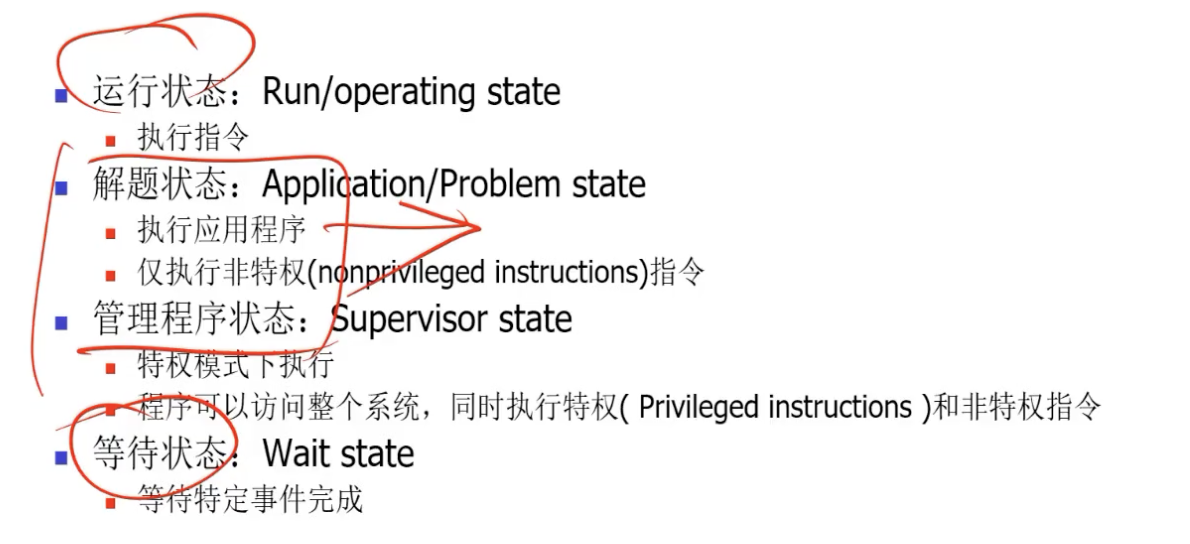 运行状态：Run/operating state
执行指令
解题状态：Application/Problem state
执行应用程序
仅执行非特权(nonprivileged instructions)指令
管理程序状态：Supervisor state
特权模式下执行
程序可以访问整个系统，同时执行特权( Privileged instructions )和非特权指令
等待状态：Wait state
等待特定事件完成